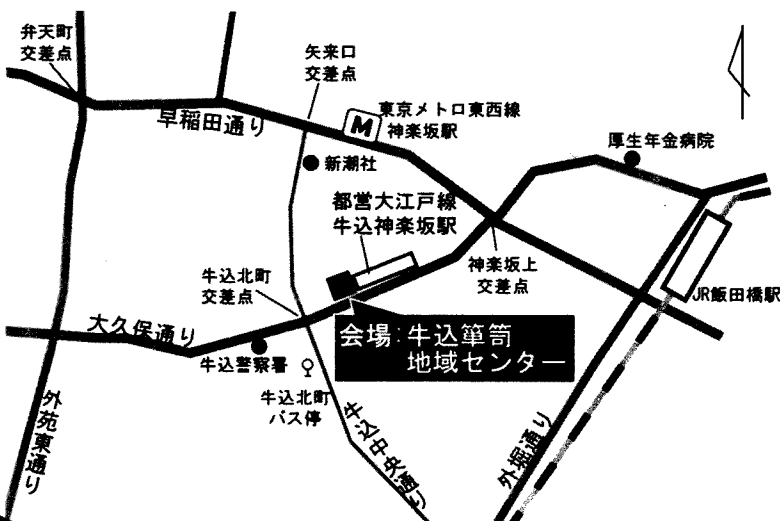 弁天町
交差点
矢来口
交差点
M
東京メトロ東西線
神楽坂駅
早稲田通り
厚生年金病院
新潮社
都営大江戸線
牛込神楽坂駅
牛込北町
交差点
神楽坂上
交差点
JR飯田橋駅
大久保通り
会場:牛込箪笥
地域センター
牛込警察署
牛込北町
バス停
外苑東通り
牛込中央通り
外堀通り